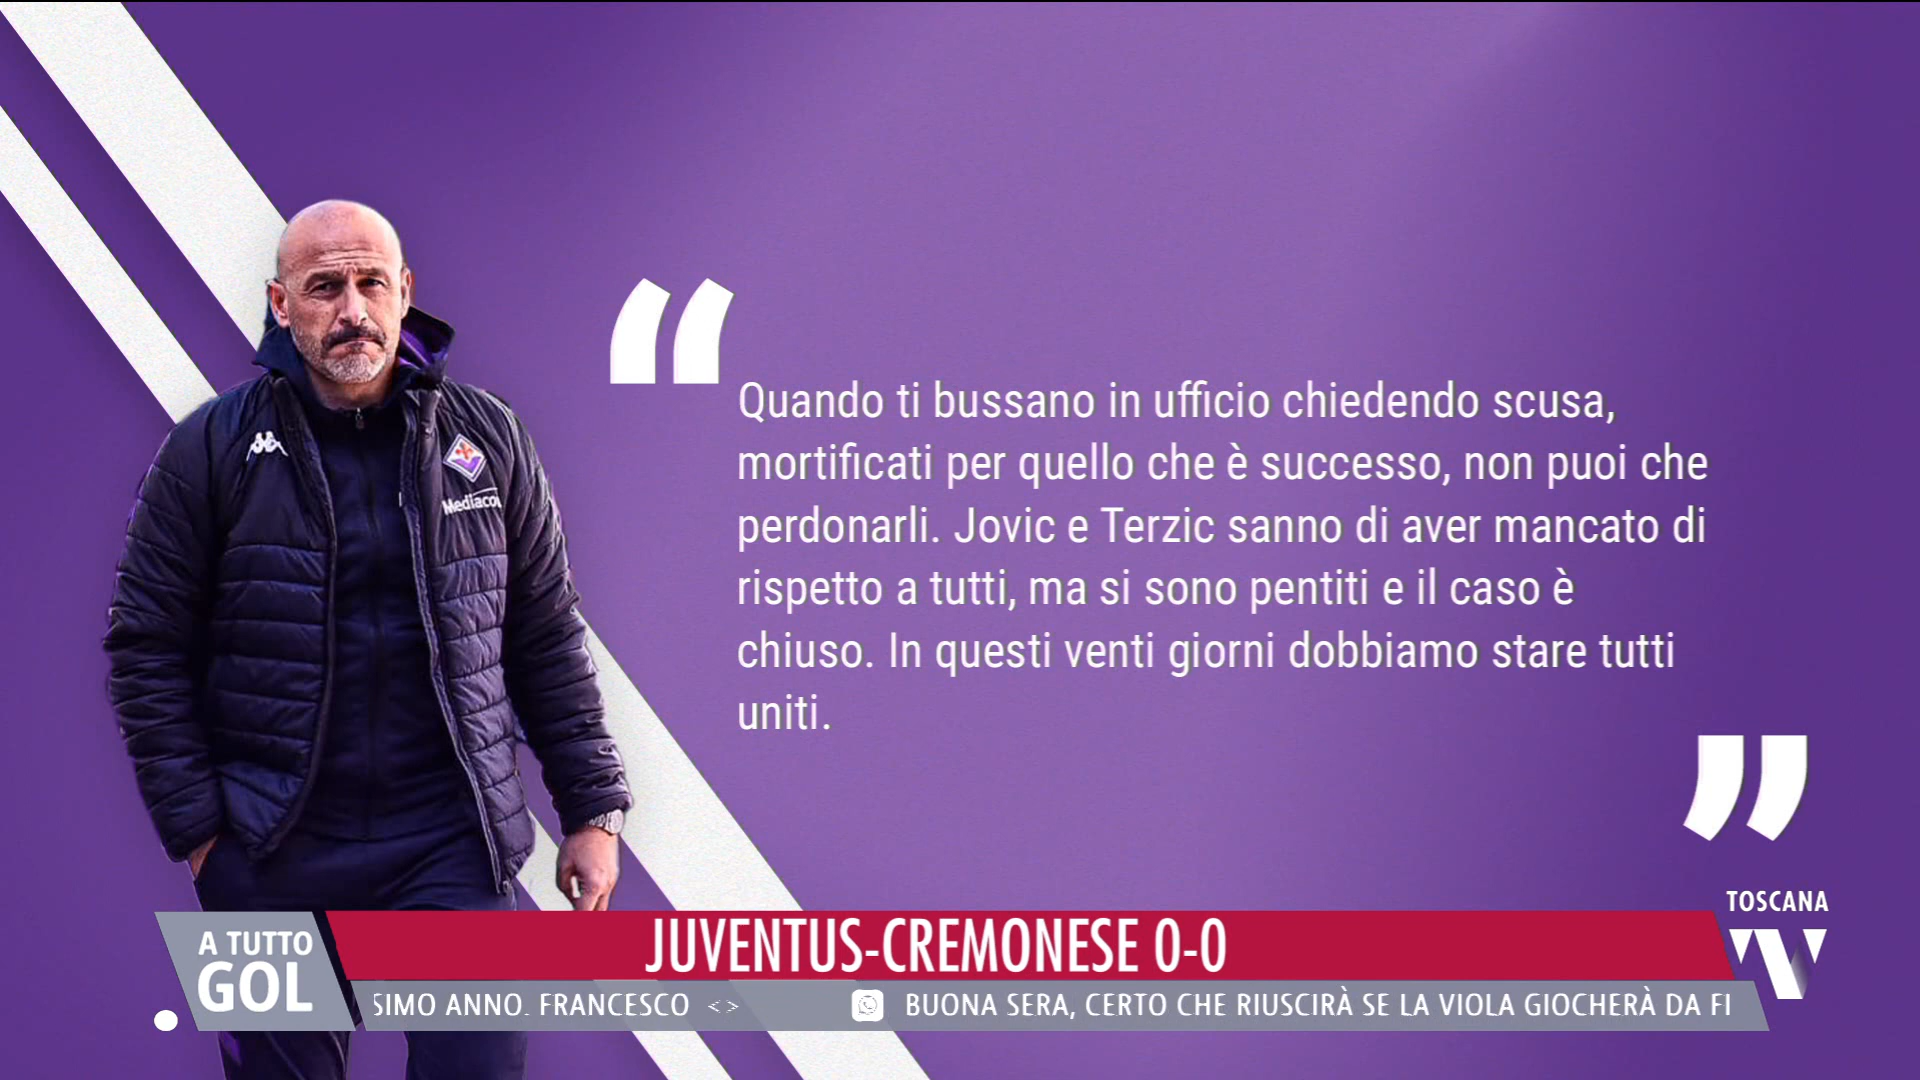 Quando ti bussano in ufficio chiedendo scusa,
mortificati per quello che è successo, non puoi che
perdonarli. Jovic e Terzic sanno di aver mancato di
rispetto a tutti, ma si sono pentiti e il caso è
chiuso. In questi venti giorni dobbiamo stare tutti
uniti.
TOSCANA
TV
A TUTTO
GOL
JUVENTUS-CREMONESE 0-0
SIMO ANNO. FRANCESCO <> BUONA SERA, CERTO CHE RIUSCIRÀ SE LA VIOLA GIOCHERÀ DA FI